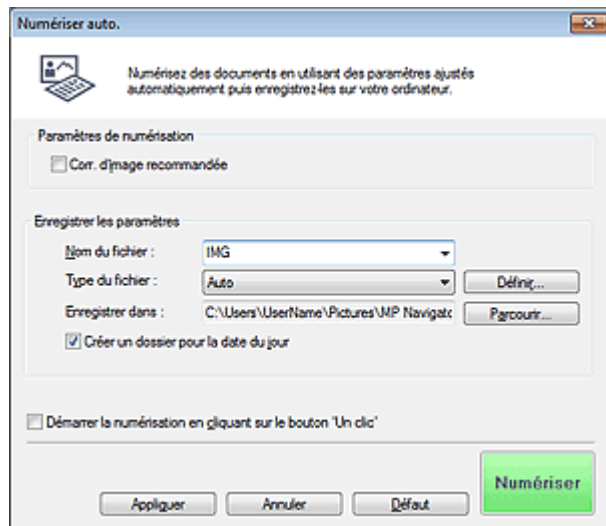 Numériser auto.
Numérisez des documents en utilisant des paramètres ajustés
automatiquement puis enregistrez-les sur votre ordinateur.
Paramètres de numérisation
Corr. d'image recommandée
Enregistrer les paramètres
Nom du fichier : IMG
Type du fichier : Auto Définir...
Enregistrer dans : C:\Users\UserName\Pictures\MP Navigato Parcourir...
Créer un dossier pour la date du jour
Démarrer la numérisation en cliquant sur le bouton 'Un clic'
Numériser
Appliquer Annuler Défaut